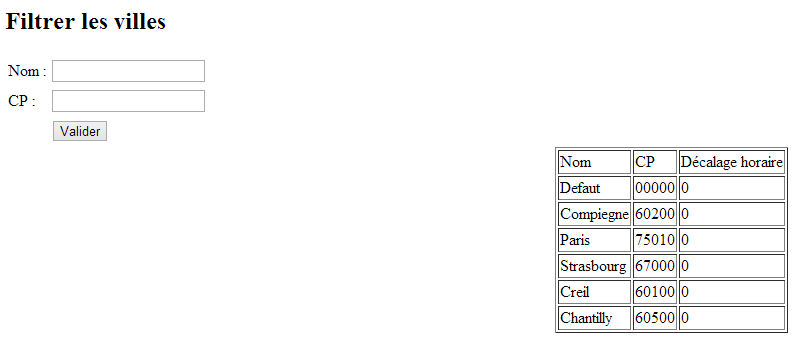 Filtrer les villes
Nom :
CP :
Valider
Nom CP Décalage horaire
Defaut 00000 0
Compiegne 60200 0
Paris 75010 0
Strasbourg 67000 0
Creil 60100 0
Chantilly 60500 0